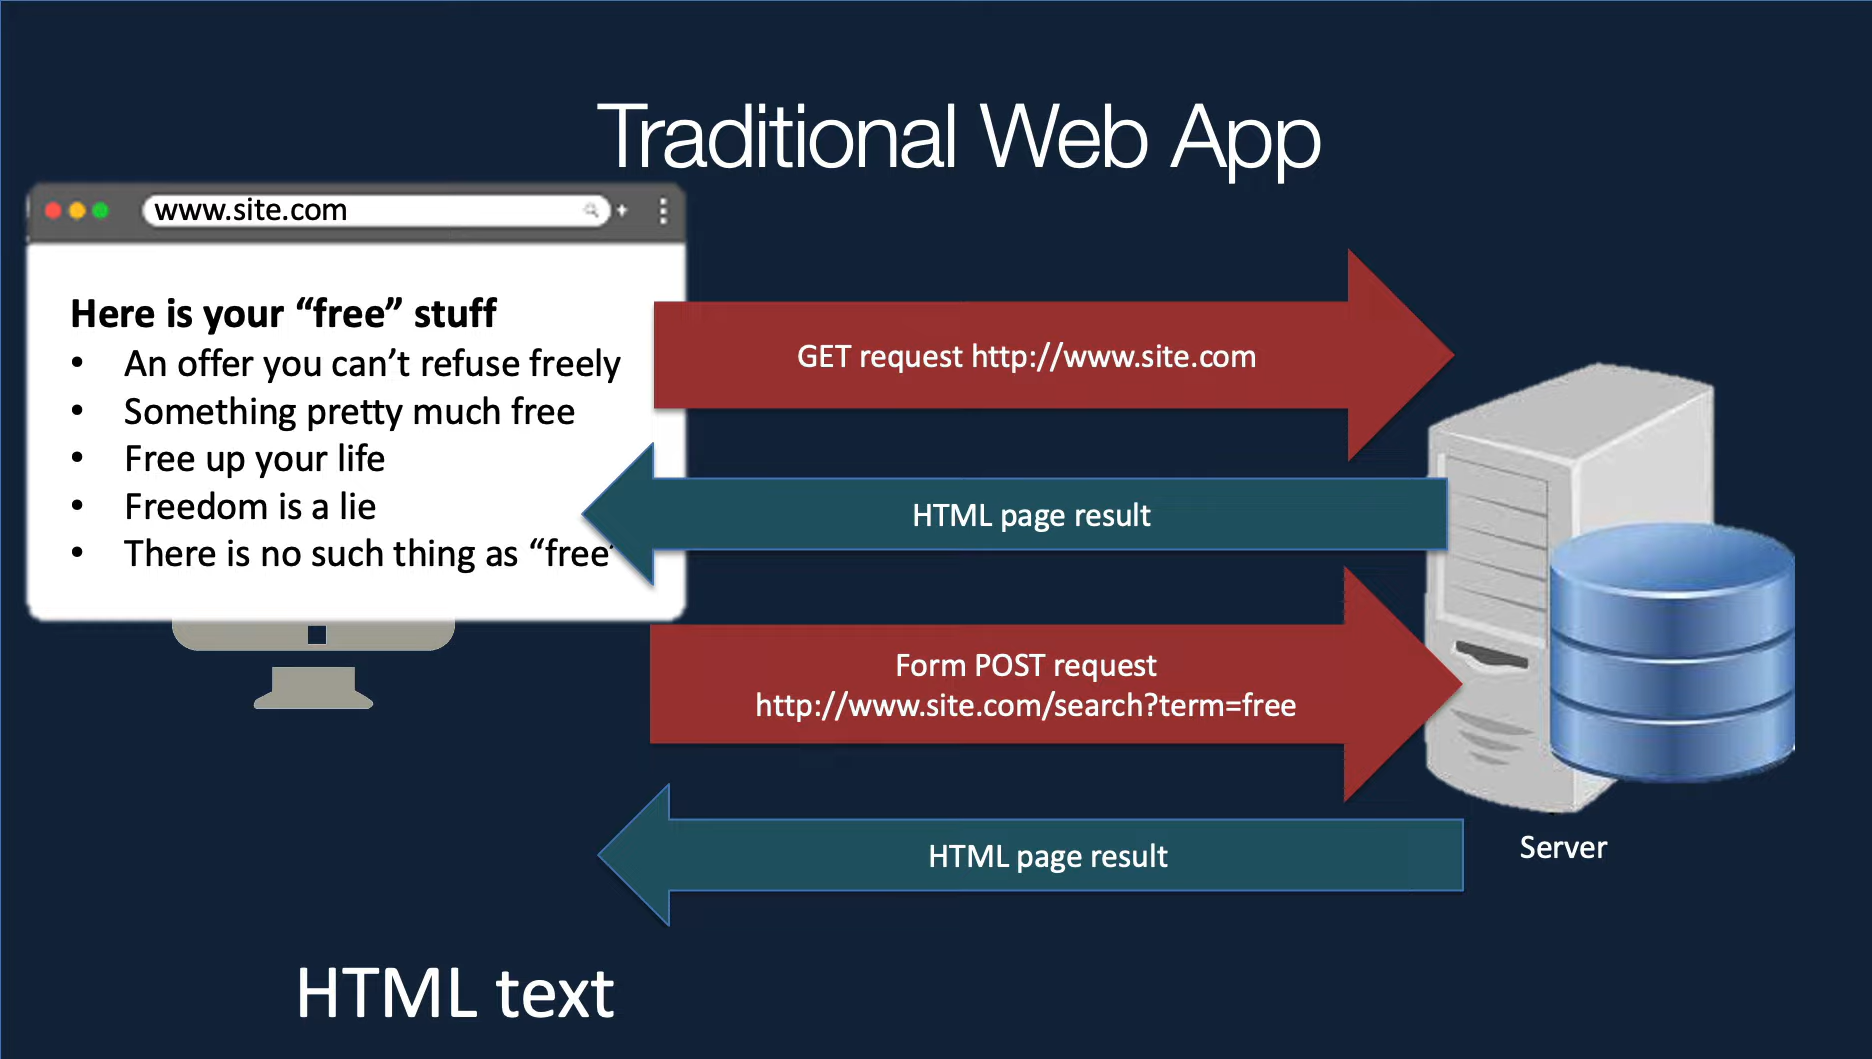 Traditional Web App
www.site.com
Here is your “free” stuff
• An offer you can’t refuse freely
• Something pretty much free
• Free up your life
• Freedom is a lie
• There is no such thing as “free’
GET request http://www.site.com
HTML page result
Form POST request
http://www.site.com/search?term=free
HTML page result
Server
HTML text